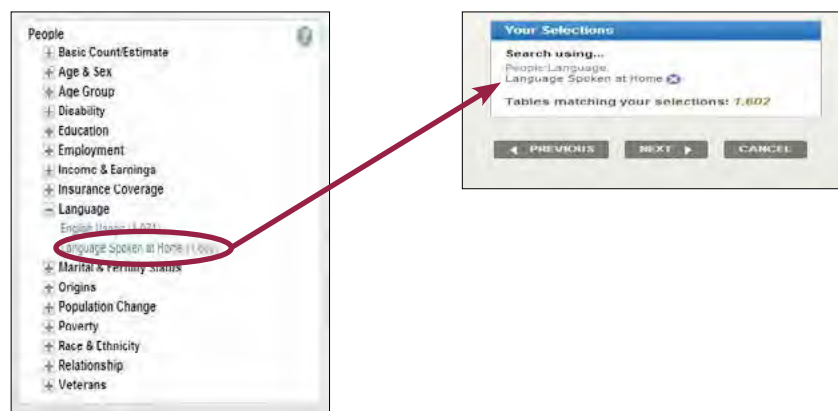 People
Basic Count/Estimate
Age & Sex
Age Group
Disability
Education
Employment
Income & Earnings
Insurance Coverage
Language
English Usage (1,071)
Language Spoken at Home
Marital & Fertility Status
Origins
Population Change
Poverty
Race & Ethnicity
Relationship
Veterans
Your Selections
Search using...
People:Language:
Language Spoken at Home
Tables matching your selections: 1,602
PREVIOUS NEXT CANCEL